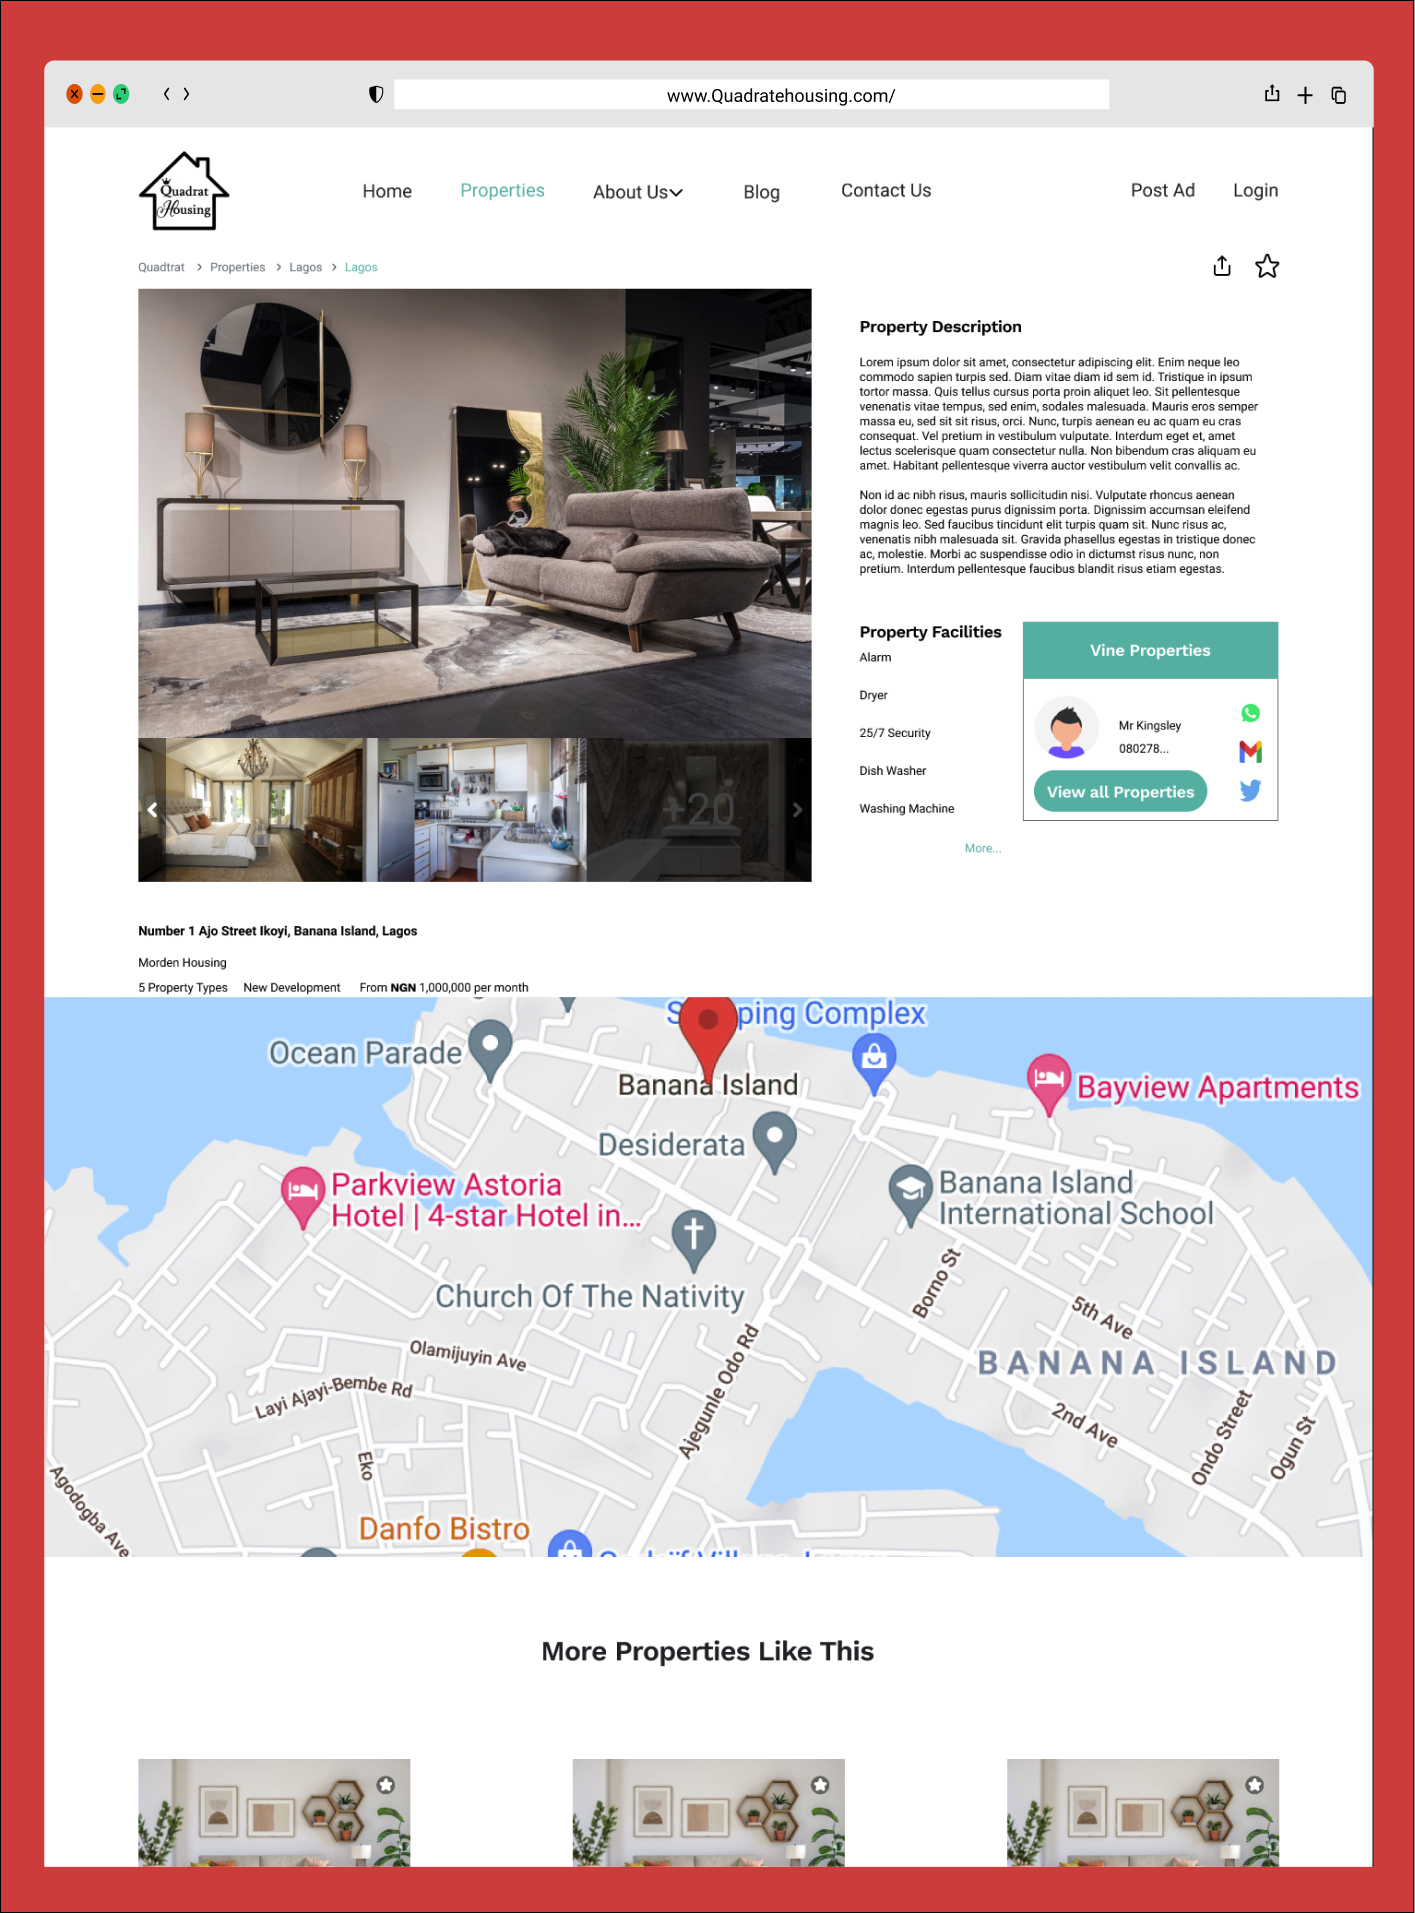 www.Quadratehousing.com/
Quadrat
Housing
Home
Properties
About Us
Blog
Contact Us
Post Ad
Login
Quadtrat
Properties
Lagos
Lagos
Property Description
Lorem ipsum dolor sit amet, consectetur adipiscing elit. Enim neque leo
commodo sapien turpis sed. Diam vitae diam id sem id. Tristique in ipsum
tortor massa. Quis tellus cursus porta proin aliquet leo. Sit pellentesque
venenatis vitae tempus, sed enim, sodales malesuada. Mauris eros semper
massa eu, sed sit sit risus, orci. Nunc, turpis aenean eu ac quam eu cras
consequat. Vel pretium in vestibulum vulputate. Interdum eget et, amet
lectus scelerisque quam consectetur nulla. Non bibendum cras aliquam eu
amet. Habitant pellentesque viverra auctor vestibulum velit convallis ac.
Non id ac nibh risus, mauris sollicitudin nisi. Vulputate rhoncus aenean
dolor donec egestas purus dignissim porta. Dignissim accumsan eleifend
magnis leo. Sed faucibus tincidunt elit turpis quam sit. Nunc risus ac,
venenatis nibh malesuada sit. Gravida phasellus egestas in tristique donec
ac, molestie. Morbi ac suspendisse odio in dictumst risus nunc, non
pretium. Interdum pellentesque faucibus blandit risus etiam egestas.
Property Facilities
Alarm
Dryer
25/7 Security
Dish Washer
Washing Machine
More...
Vine Properties
Mr Kingsley
080278...
View all Properties
+20
Number 1 Ajo Street Ikoyi, Banana Island, Lagos
Morden Housing
5 Property Types
New Development
From NGN 1,000,000 per month
ping Complex
Ocean Parade
Banana Island
Bayview Apartments
Desiderata
Parkview Astoria
Hotel | 4-star Hotel in...
Banana Island
International School
Church Of The Nativity
Borno St
5th Ave
Olamijuyin Ave
Ajegunle Odo Rd
BANANA ISLAND
Layi Ajayi-Bembe Rd
2nd Ave
Ondo Street
Ogun St
Eko
Agodogba Ave
Danfo Bistro
More Properties Like This